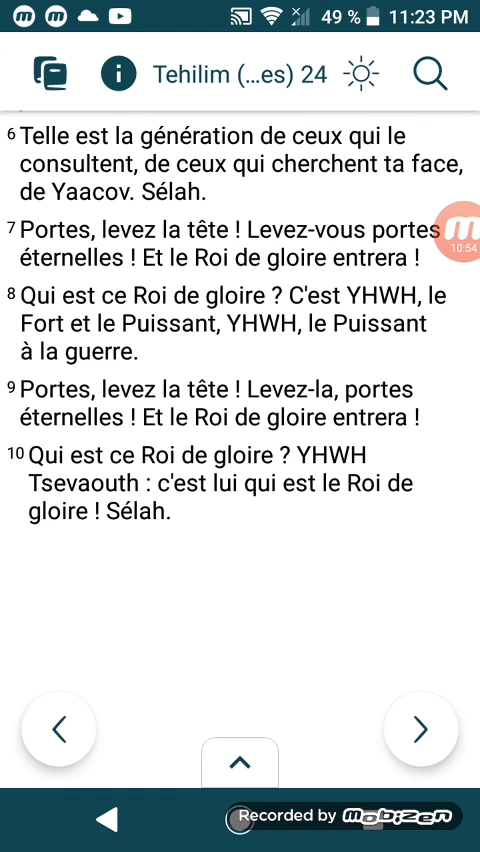 49 % 11:23 PM
Tehilim (...es) 24
6 Telle est la génération de ceux qui le
consultent, de ceux qui cherchent ta face,
de Yaacov. Sélah.
7 Portes, levez la tête ! Levez-vous portes
éternelles ! Et le Roi de gloire entrera !
10:54
8 Qui est ce Roi de gloire ? C'est YHWH, le
Fort et le Puissant, YHWH, le Puissant
à la guerre.
9 Portes, levez la tête ! Levez-la, portes
éternelles ! Et le Roi de gloire entrera !
10 Qui est ce Roi de gloire ? YHWH
Tsevaouth : c'est lui qui est le Roi de
gloire ! Sélah.
Recorded by Mobizen